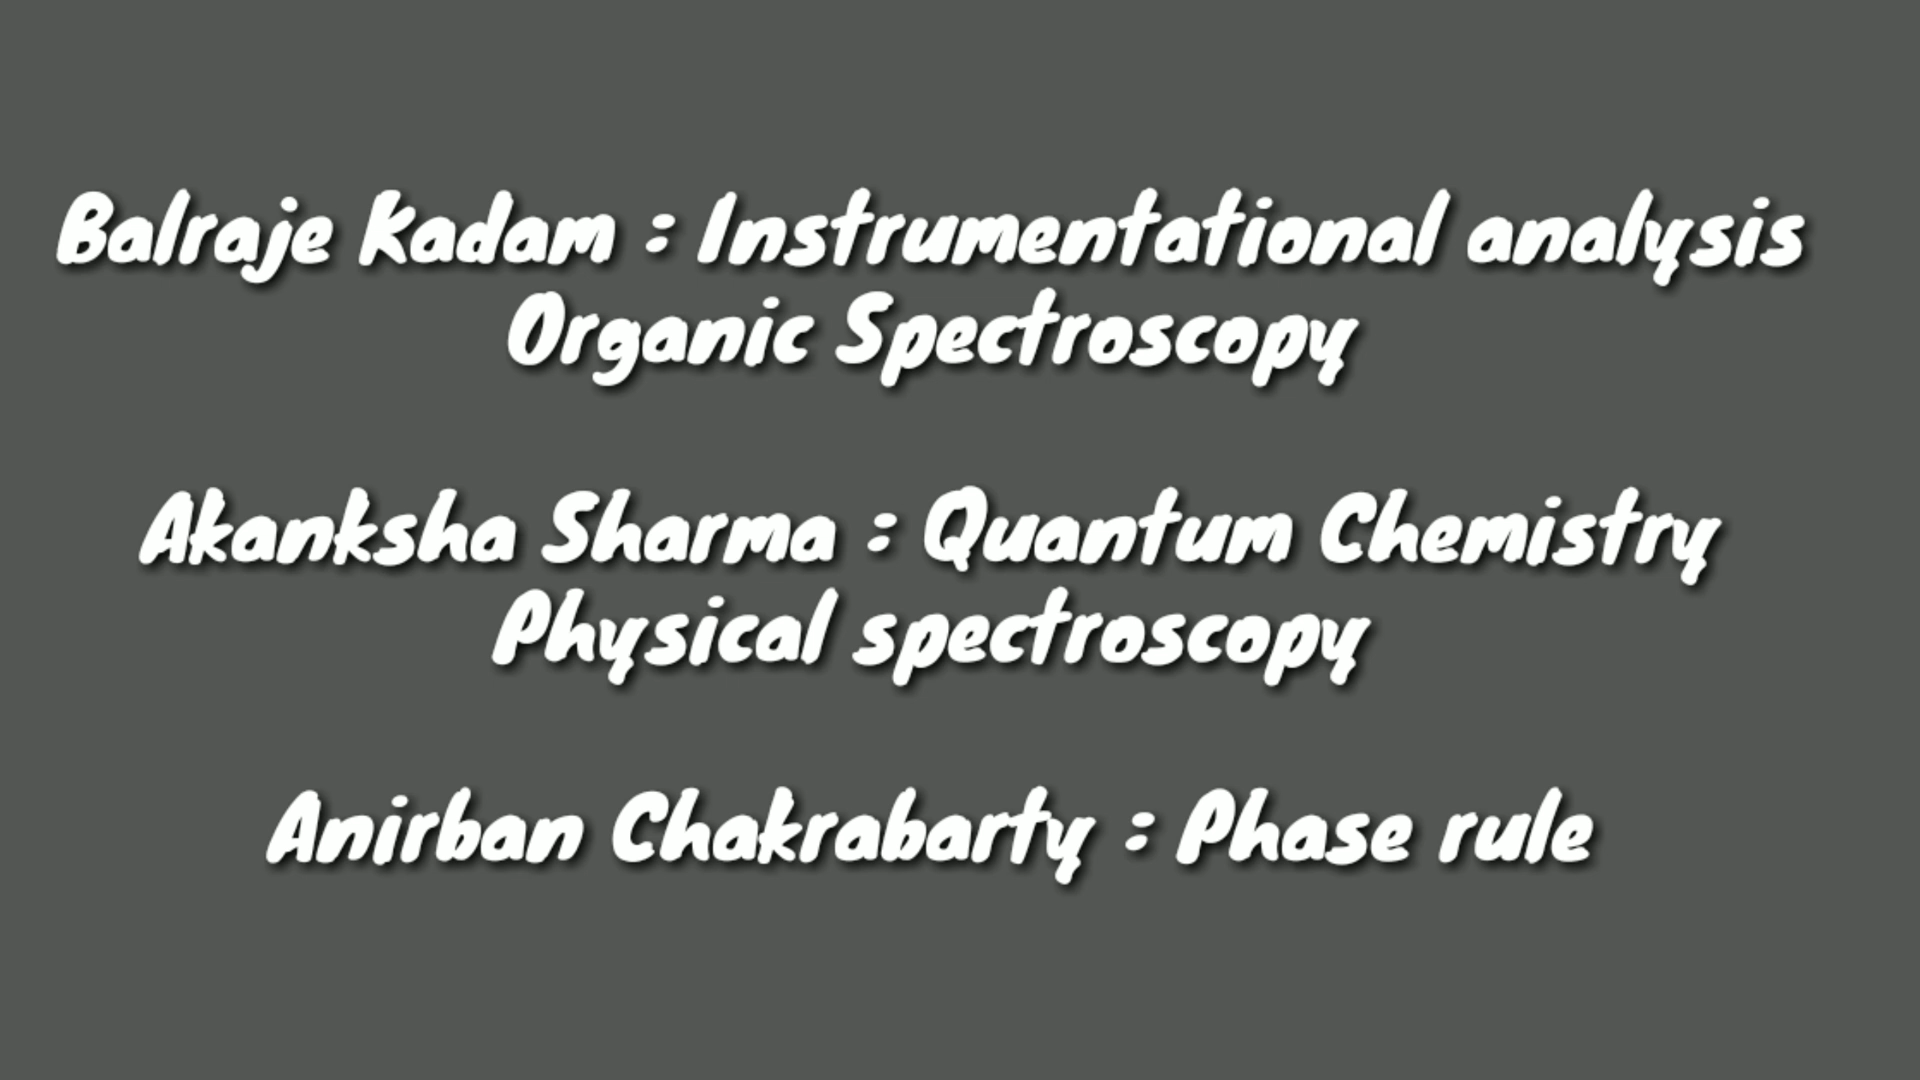 Balraje Kadam : Instrumentational analysis
Organic Spectroscopy
Akanksha Sharma : Quantum Chemistry
Physical spectroscopy
Anirban Chakrabarty : Phase rule